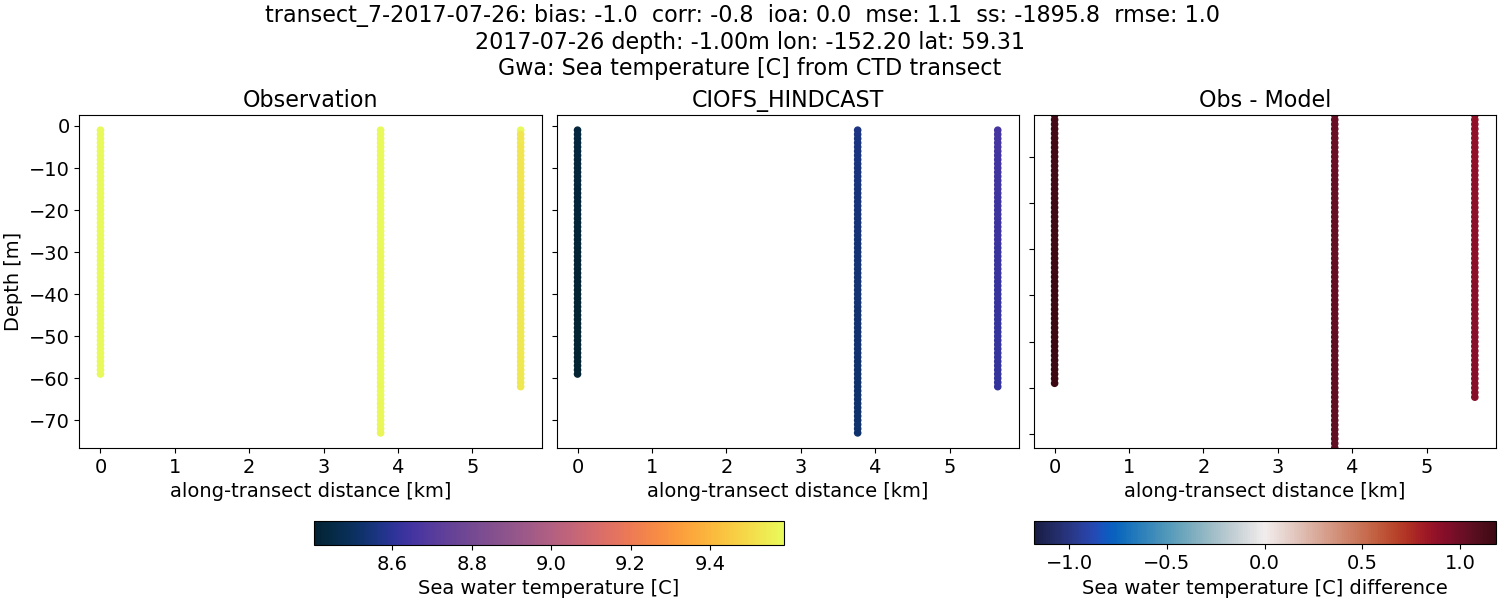 transect_7-2017-07-26: bias: -1.0  corr: -0.8  ioa: 0.0  mse: 1.1  ss: -1895.8  rmse: 1.0
2017-07-26 depth: -1.00m lon: -152.20 lat: 59.31
Gwa: Sea temperature [C] from CTD transect
Observation
CIOFS_HINDCAST
Obs - Model
Depth [m]
0
−10
−20
−30
−40
−50
−60
−70
0 1 2 3 4 5
0 1 2 3 4 5
0 1 2 3 4 5
along-transect distance [km]
along-transect distance [km]
along-transect distance [km]
8.6 8.8 9.0 9.2 9.4
Sea water temperature [C]
−1.0 −0.5 0.0 0.5 1.0
Sea water temperature [C] difference